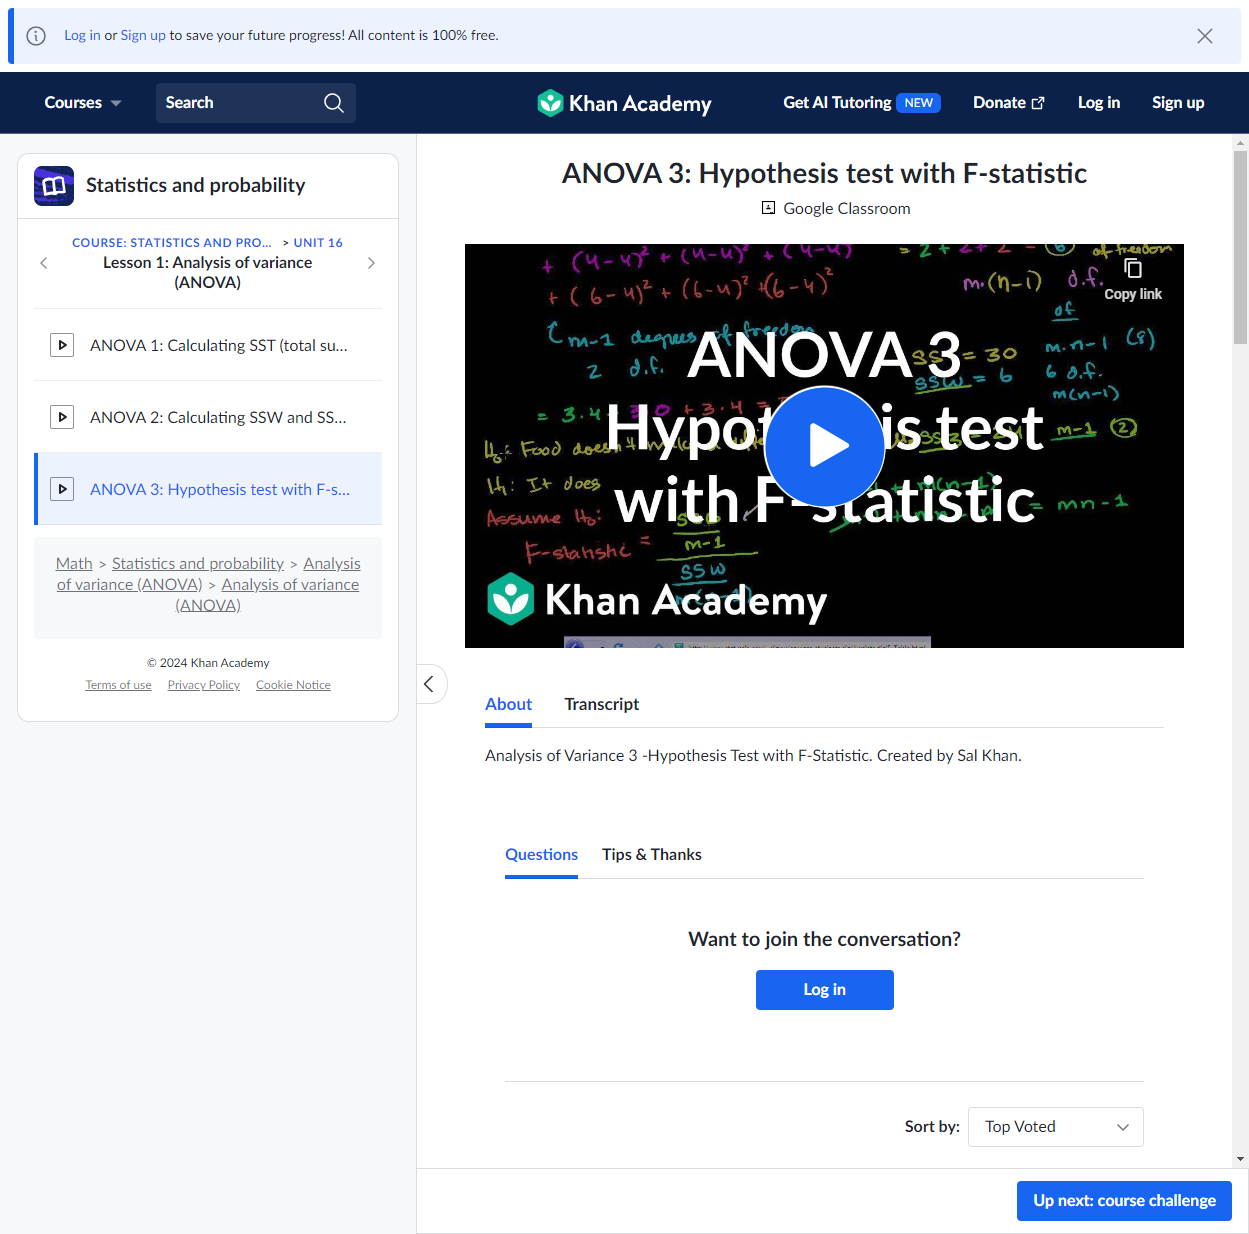 Log in or Sign up to save your future progress! All content is 100% free.
Courses
Search
Khan Academy
Get AI Tutoring NEW
Donate
Log in
Sign up
Statistics and probability
COURSE: STATISTICS AND PRO... > UNIT 16
Lesson 1: Analysis of variance
(ANOVA)
ANOVA 1: Calculating SST (total su...
ANOVA 2: Calculating SSW and SS...
ANOVA 3: Hypothesis test with F-s...
Math > Statistics and probability > Analysis
of variance (ANOVA) > Analysis of variance
(ANOVA)
© 2024 Khan Academy
Terms of use Privacy Policy Cookie Notice
ANOVA 3: Hypothesis test with F-statistic
Google Classroom
Copy link
ANOVA 3
Hypothesis test
with F-statistic
Khan Academy
About
Transcript
Analysis of Variance 3 -Hypothesis Test with F-Statistic. Created by Sal Khan.
Questions
Tips & Thanks
Want to join the conversation?
Log in
Sort by:
Top Voted
Up next: course challenge